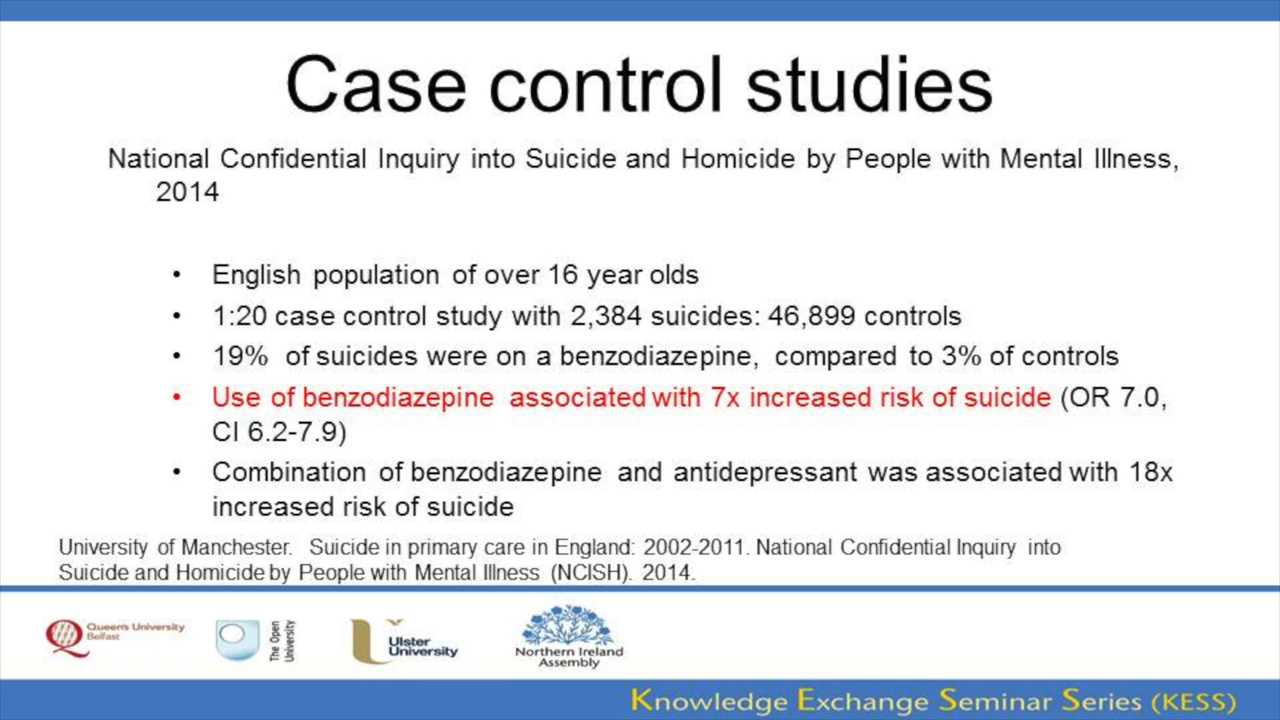 Case control studies
National Confidential Inquiry into Suicide and Homicide by People with Mental Illness,
2014
• English population of over 16 year olds
• 1:20 case control study with 2,384 suicides: 46,899 controls
• 19% of suicides were on a benzodiazepine, compared to 3% of controls
• Use of benzodiazepine associated with 7x increased risk of suicide (OR 7.0,
CI 6.2-7.9)
• Combination of benzodiazepine and antidepressant was associated with 18x
increased risk of suicide
University of Manchester. Suicide in primary care in England: 2002-2011. National Confidential Inquiry into
Suicide and Homicide by People with Mental Illness (NCISH). 2014.
Queen's University
Belfast
The Open
University
Ulster
University
Northern Ireland
Assembly
Knowledge Exchange Seminar Series (KESS)